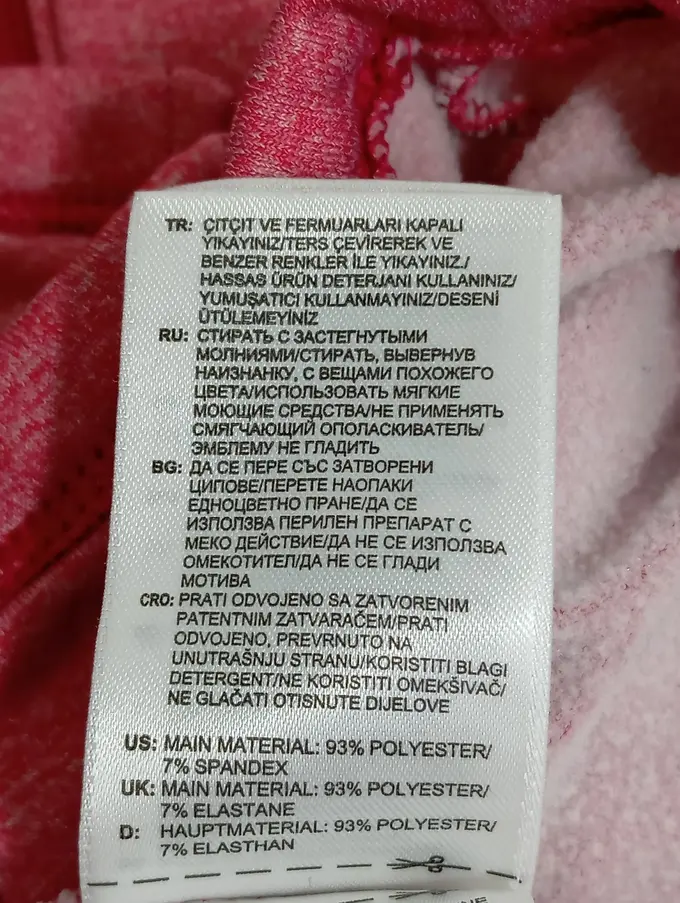 TR: ÇITÇIT VE FERMUARLARI KAPALI
YIKAYINIZ/TERS ÇEVİREREK VE
BENZER RENKLER İLE YIKAYINIZ./
HASSAS ÜRÜN DETERJANI KULLANINIZ/
YUMUŞATICI KULLANMAYINIZ/DESENİ
ÜTÜLEMEYİNİZ
RU: СТИРАТЬ С ЗАСТЕГНУТЫМИ
МОЛНИЯМИ/СТИРАТЬ, ВЫВЕРНУВ
НАИЗНАНКУ, С ВЕЩАМИ ПОХОЖЕГО
ЦВЕТА/ИСПОЛЬЗОВАТЬ МЯГКИЕ
МОЮЩИЕ СРЕДСТВА/НЕ ПРИМЕНЯТЬ
СМЯГЧАЮЩИЙ ОПОЛАСКИВАТЕЛЬ/
ЭМБЛЕМУ НЕ ГЛАДИТЬ
BG: ДА СЕ ПЕРЕ СЪС ЗАТВОРЕНИ
ЦИПОВЕ/ПЕРЕТЕ НАОПАКИ
ЕДНОЦВЕТНО ПРАНЕ/ДА СЕ
ИЗПОЛЗВА ПЕРИЛЕН ПРЕПАРАТ С
МЕКО ДЕЙСТВИЕ/ДА НЕ СЕ ИЗПОЛЗВА
ОМЕКОТИТЕЛ/ДА НЕ СЕ ГЛАДИ
МОТИВА
CRO: PRATI ODVOJENO SA ZATVORENIM
PATENTNIM ZATVARAČEM/PRATI
ODVOJENO, PREVRNUTO NA
UNUTRAŠNJU STRANU/KORISTITI BLAGI
DETERGENT/NE KORISTITI OMEKŠIVAČ/
NE GLAČATI OTISNUTE DIJELOVE
US: MAIN MATERIAL: 93% POLYESTER/
7% SPANDEX
UK: MAIN MATERIAL: 93% POLYESTER/
7% ELASTANE
D: HAUPTMATERIAL: 93% POLYESTER/
7% ELASTHAN